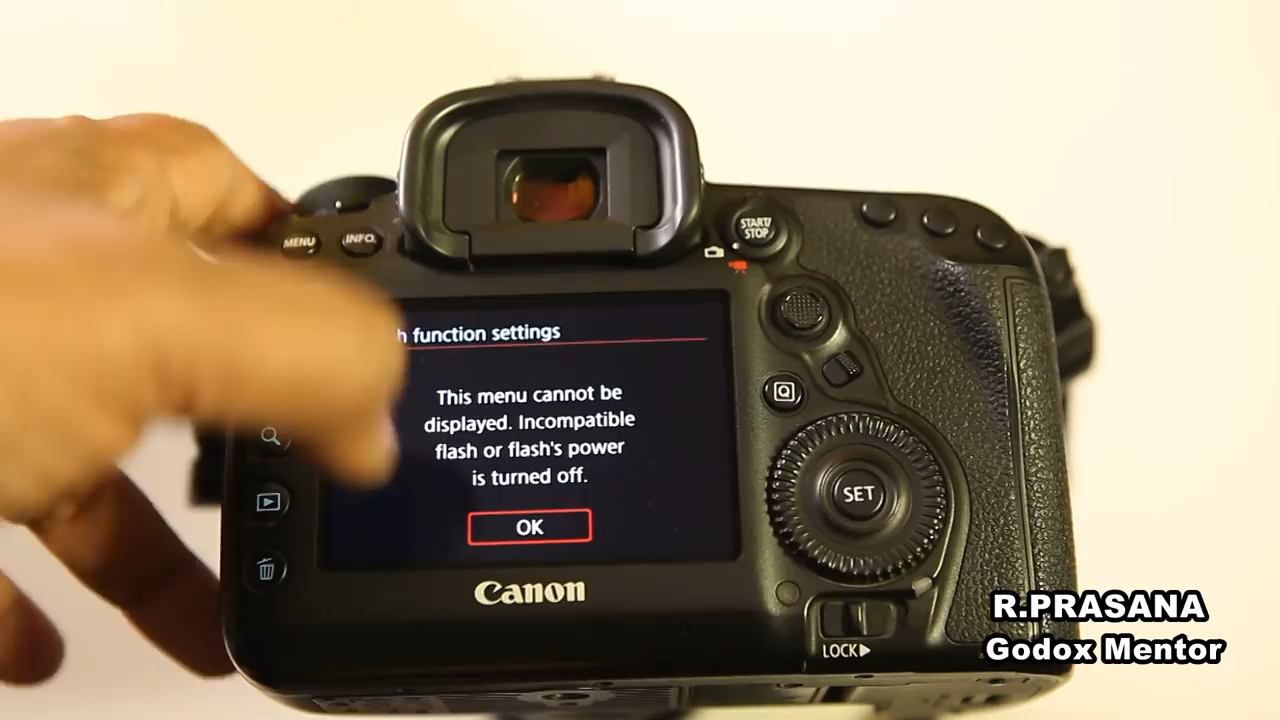 START/
STOP
MENU
INFO.
h function settings
This menu cannot be
displayed. Incompatible
flash or flash's power
is turned off.
Q
SET
OK
Canon
R.PRASANA
Godox Mentor
LOCK▶